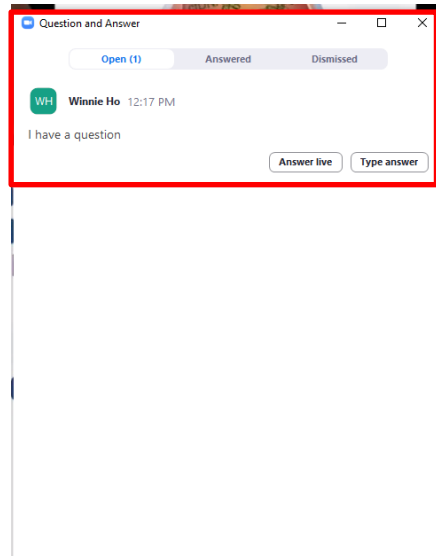 Question and Answer
Open (1) Answered Dismissed
WH Winnie Ho 12:17 PM
I have a question
Answer live Type answer